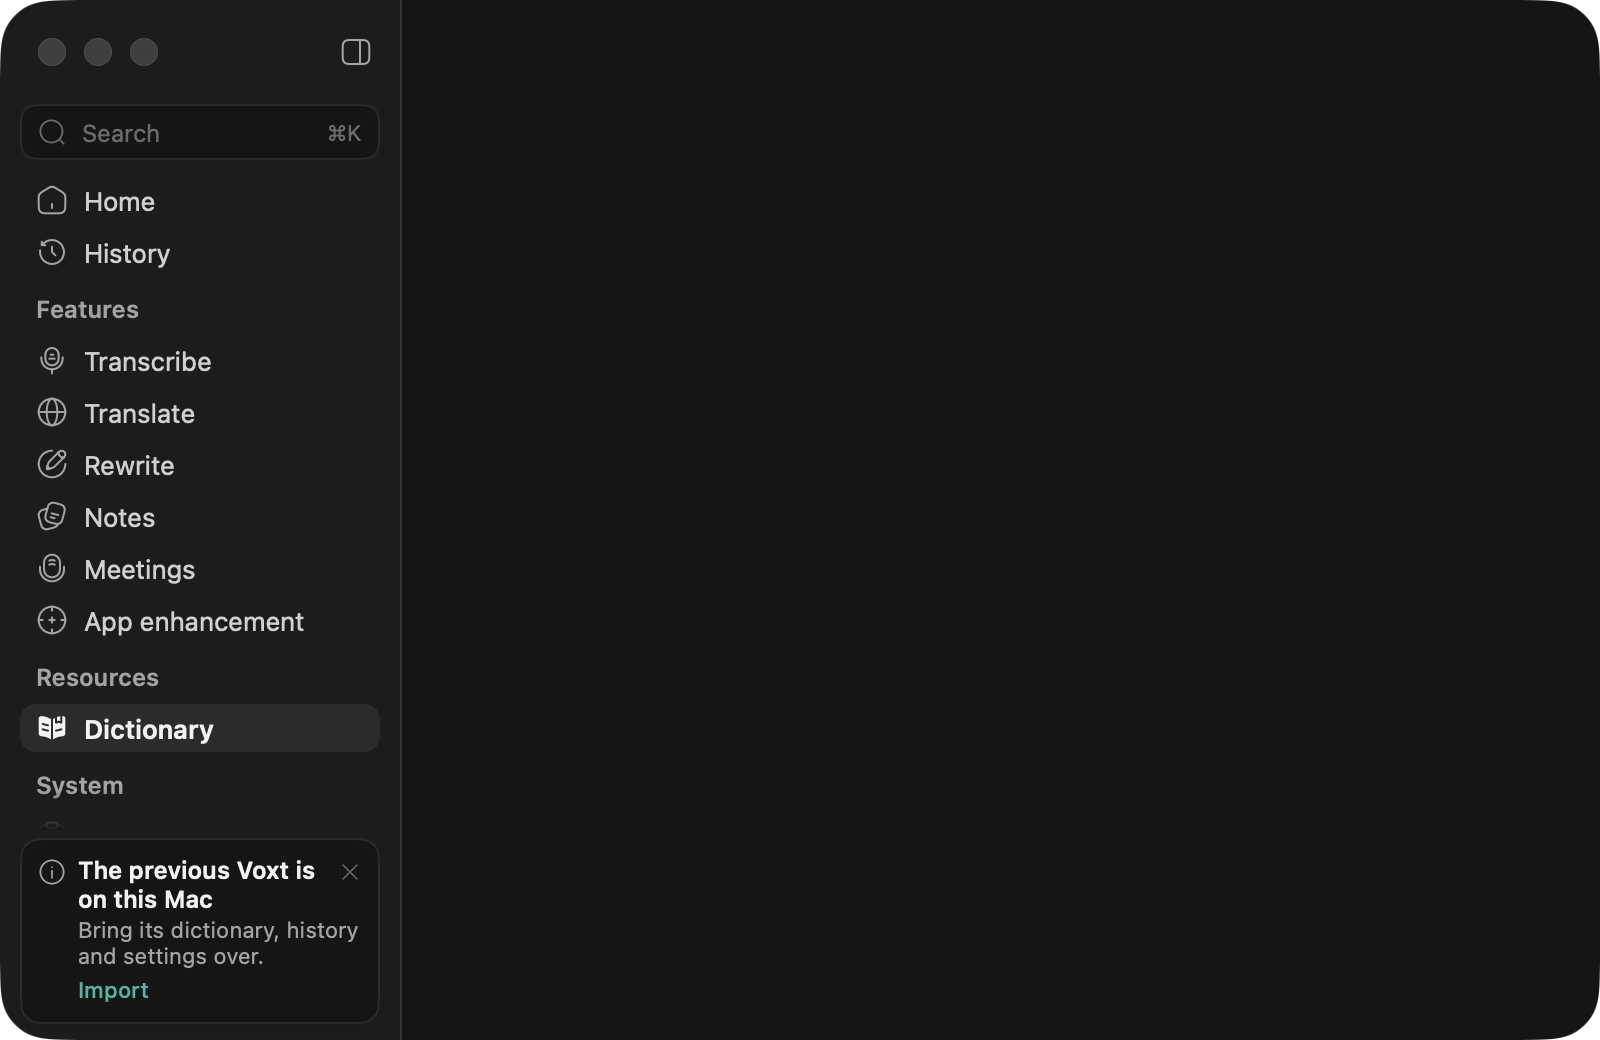 Search ⌘K
Home
History
Features
Transcribe
Translate
Rewrite
Notes
Meetings
App enhancement
Resources
Dictionary
System
The previous Voxt is
on this Mac
Bring its dictionary, history
and settings over.
Import